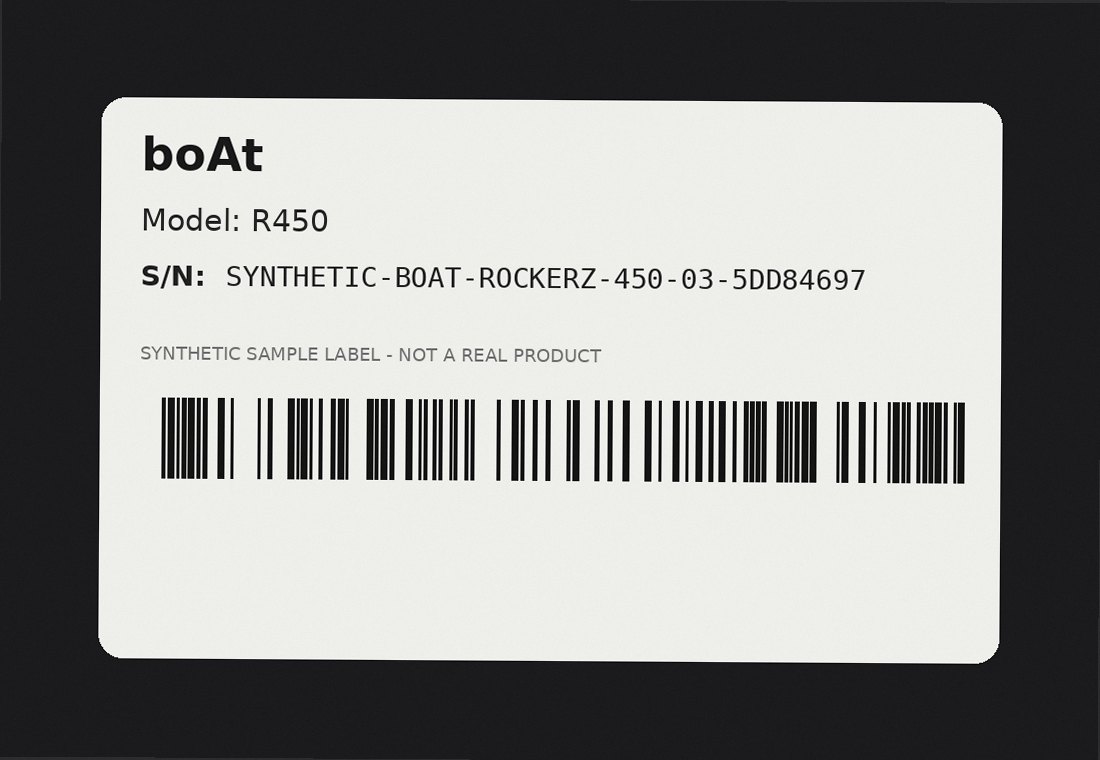 boAt
Model: R450
S/N: SYNTHETIC-BOAT-ROCKERZ-450-03-5DD84697
SYNTHETIC SAMPLE LABEL - NOT A REAL PRODUCT